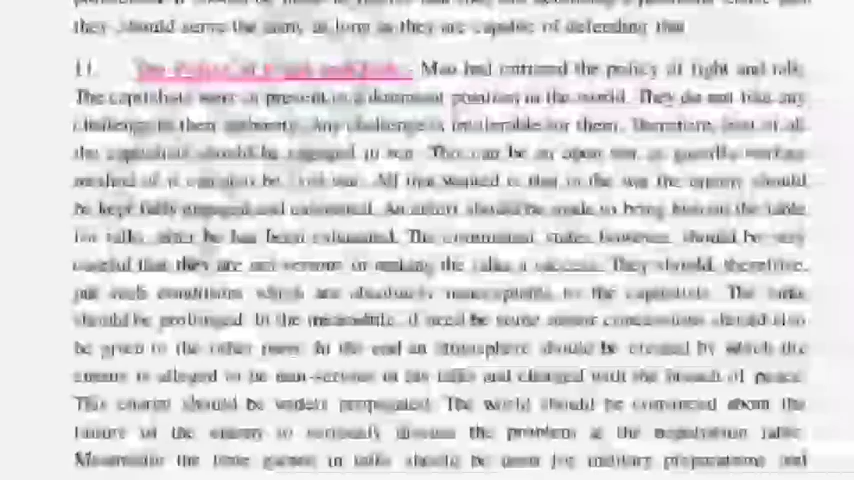 they should serve the army as long as they are capable of defending that
11. The Policy of Fight and Talk: Mao had outlined the policy of fight and talk.
The capitalists were at present in a dominant position in the world. They do not like any
challenge to their authority. Any challenge is intolerable for them. Therefore, first of all
the capitalists should be engaged in war. This can be an open war or guerilla warfare
method of it can also be civil war. All that wanted is that in the war the enemy should
be kept fully engaged and exhausted. An effort should be made to bring him on the table
for talks, after he has been exhausted. The communist states however, should be very
careful that they are not serious in making the talks a success. They should, therefore,
put such conditions which are absolutely unacceptable to the capitalists. The talks
should be prolonged. In the meanwhile, if need be some minor concessions should also
be given to the other party. In the end an atmosphere should be created by which the
enemy is alleged to be non-serious in his talks and charged with the breach of peace.
This charge should be widely propagated. The world should be convinced about the
failure of the enemy to seriously discuss the problem at the negotiation table.
Meanwhile the time gained in talks should be used for military preparations and